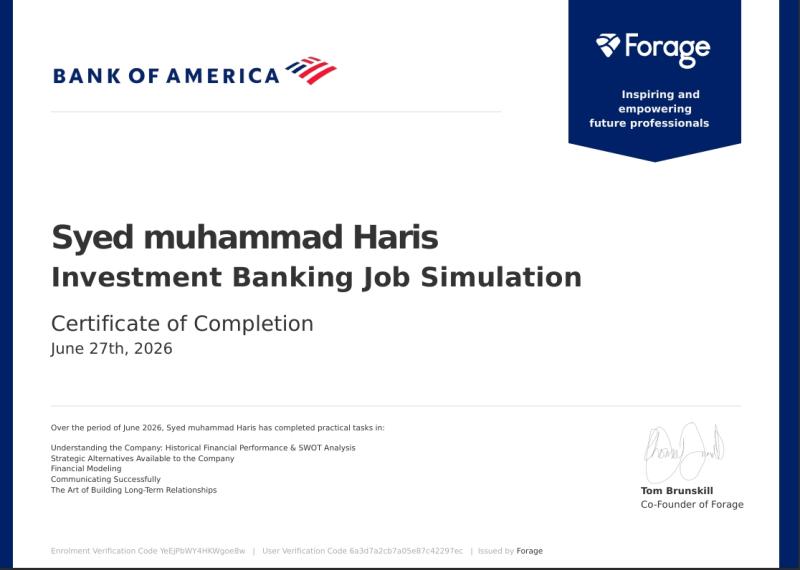 BANK OF AMERICA
Forage
Inspiring and
empowering
future professionals
Syed muhammad Haris
Investment Banking Job Simulation
Certificate of Completion
June 27th, 2026
Over the period of June 2026, Syed muhammad Haris has completed practical tasks in:
Understanding the Company: Historical Financial Performance & SWOT Analysis
Strategic Alternatives Available to the Company
Financial Modeling
Communicating Successfully
The Art of Building Long-Term Relationships
Tom Brunskill
Co-Founder of Forage
Enrolment Verification Code YeEjPbWY4HKWgoe8w | User Verification Code 6a3d7a2cb7a05e87c42297ec | Issued by Forage